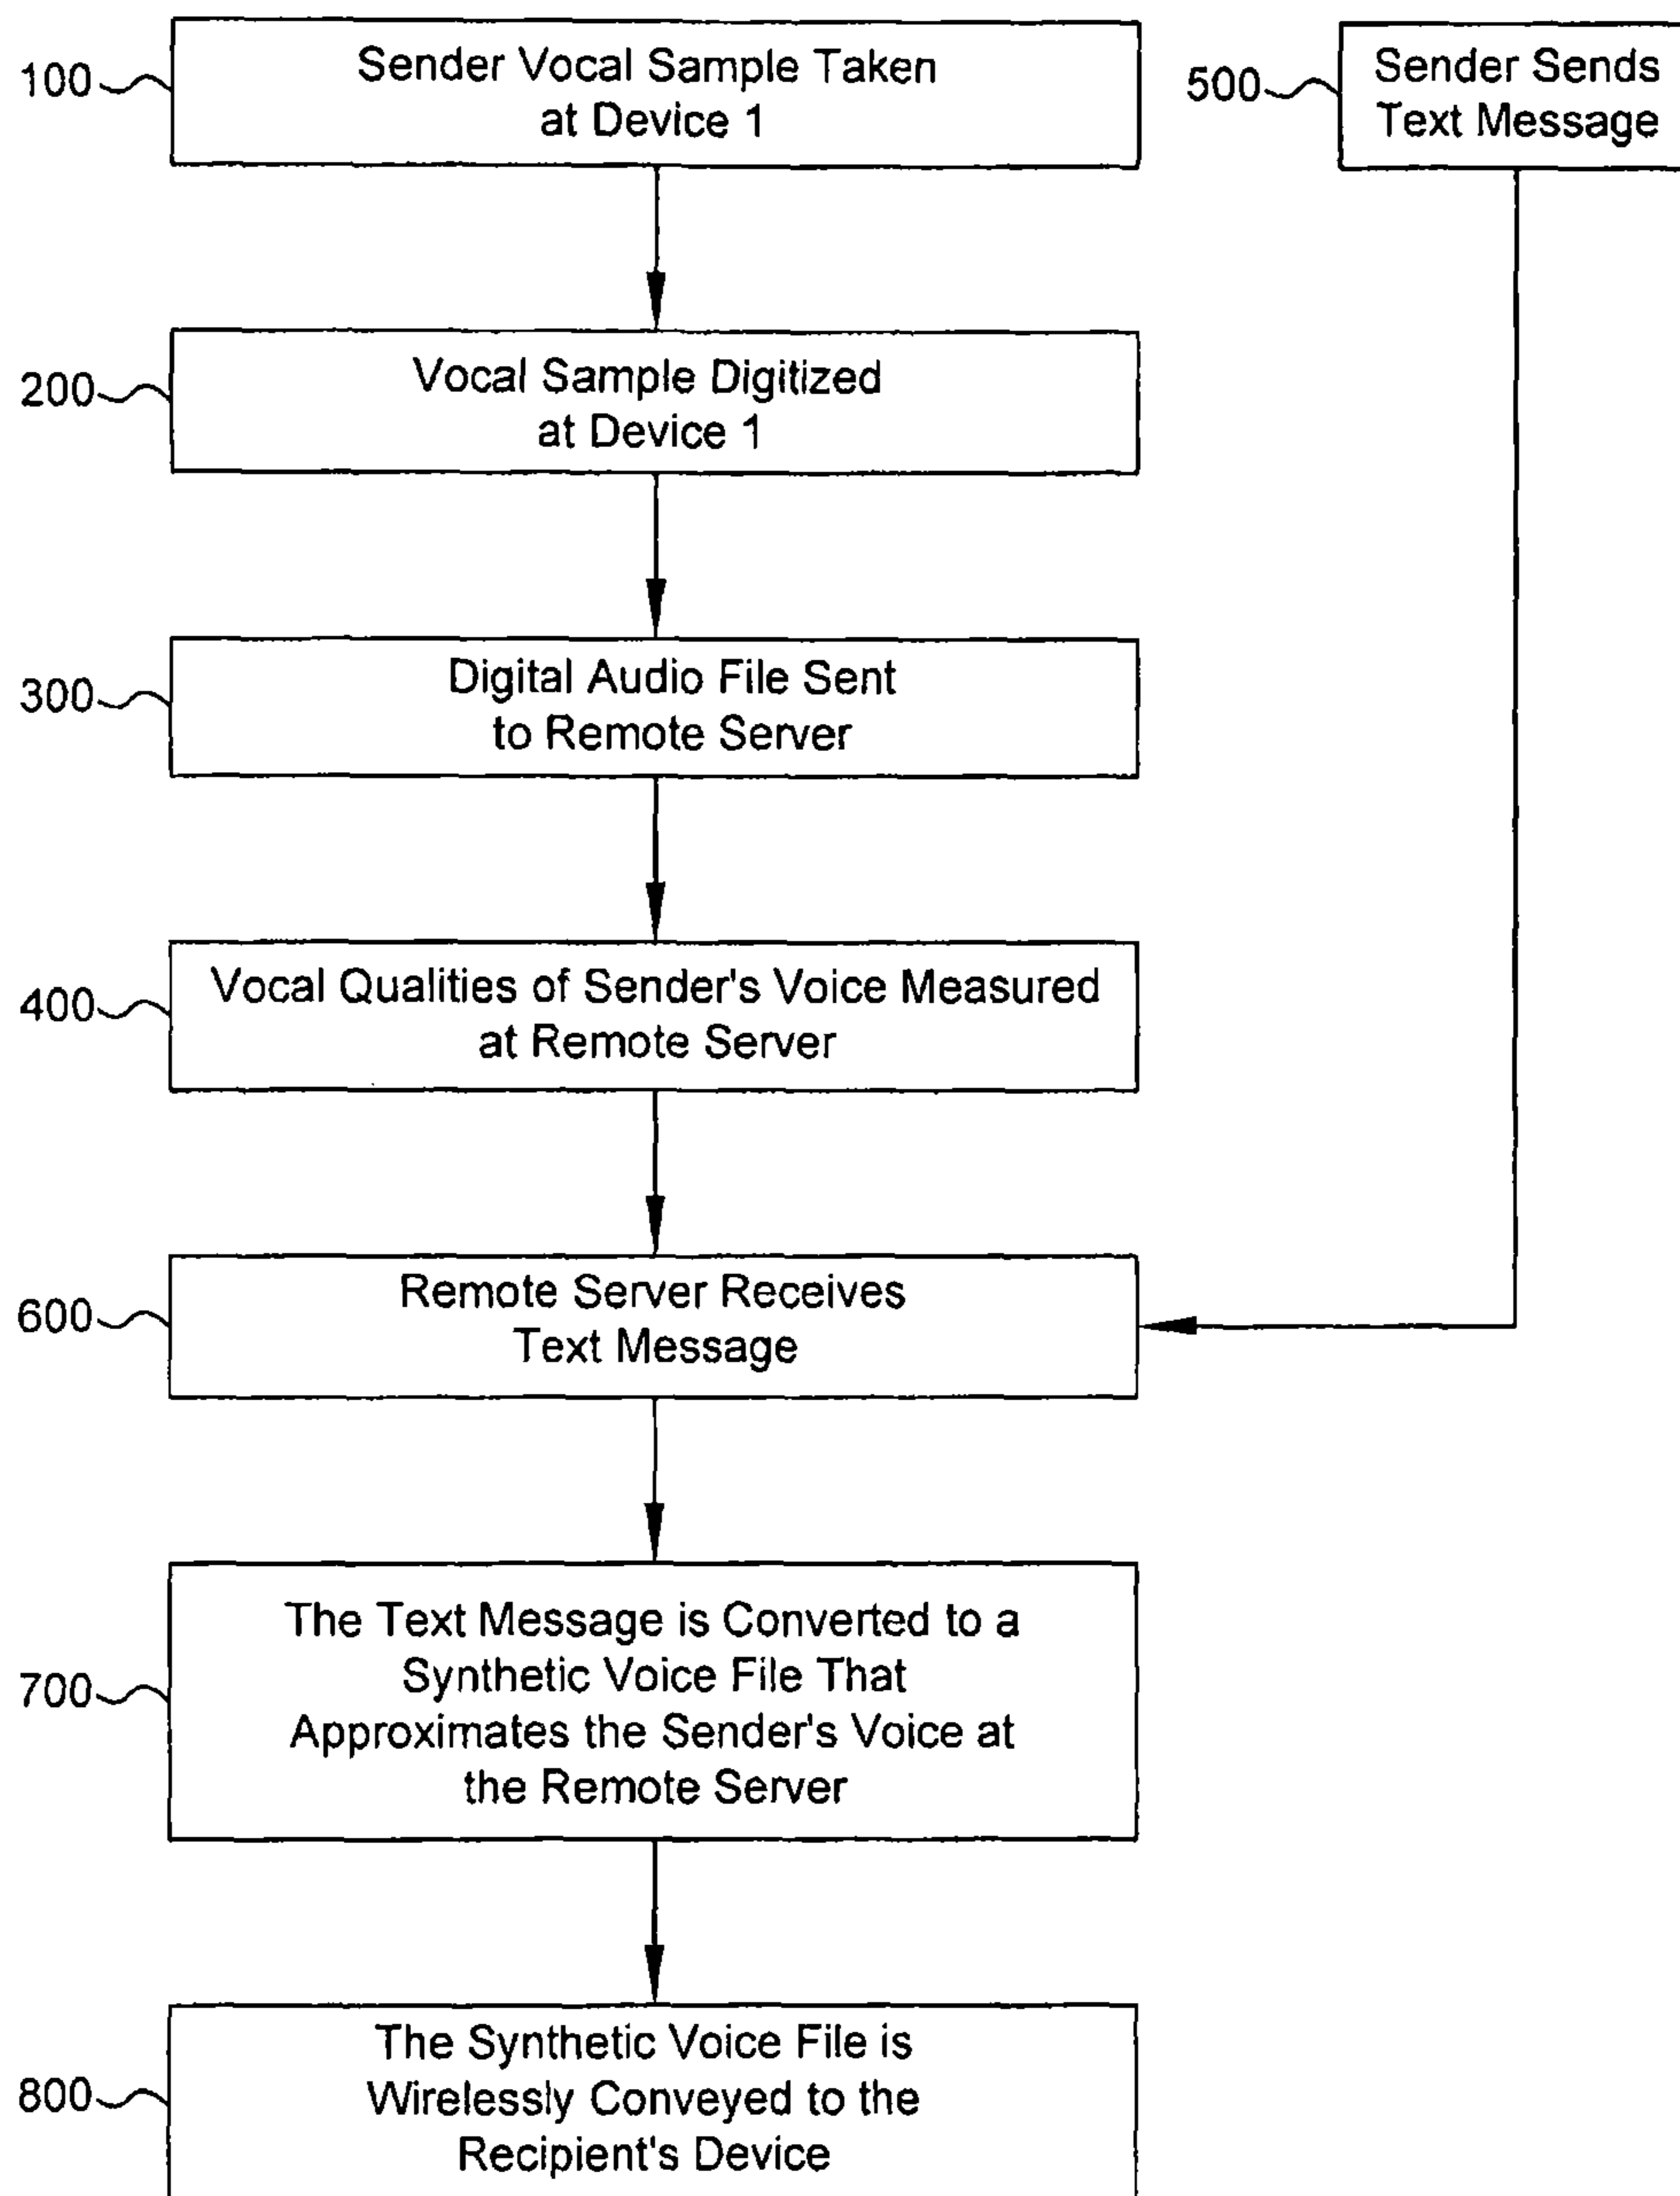 100
Sender Vocal Sample Taken
at Device 1
500
Sender Sends
Text Message
200
Vocal Sample Digitized
at Device 1
300
Digital Audio File Sent
to Remote Server
400
Vocal Qualities of Sender's Voice Measured
at Remote Server
600
Remote Server Receives
Text Message
700
The Text Message is Converted to a
Synthetic Voice File That
Approximates the Sender's Voice at
the Remote Server
800
The Synthetic Voice File is
Wirelessly Conveyed to the
Recipient's Device